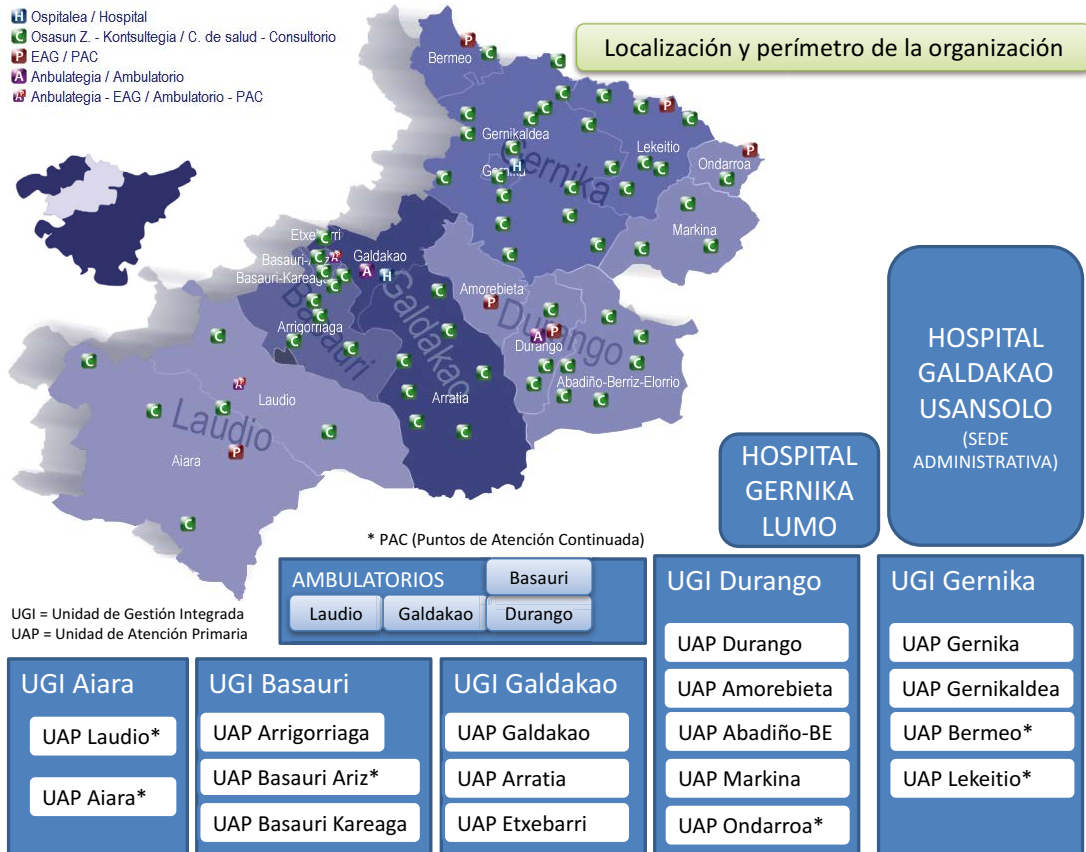 Ospitalea / Hospital
Osasun Z. - Kontsultegia / C. de salud - Consultorio
EAG / PAC
Anbulategia / Ambulatorio
Anbulategia - EAG / Ambulatorio - PAC
Localización y perímetro de la organización
Bermeo
Gernikaldea
Gernika
Lekeitio
Ondarroa
Markina
Galdakao
Basauri-Kareaga
Amorebieta
Durango
Abadiño-Berriz-Elorrio
Arrigorriaga
Basauri
Galdakao
Durango
Arratia
Laudio
Laudio
Aiara
HOSPITAL
GALDAKAO
USANSOLO
(SEDE
ADMINISTRATIVA)
HOSPITAL
GERNIKA
LUMO
* PAC (Puntos de Atención Continuada)
AMBULATORIOS
Basauri
Laudio
Galdakao
Durango
UGI = Unidad de Gestión Integrada
UAP = Unidad de Atención Primaria
UGI Aiara
UAP Laudio*
UAP Aiara*
UGI Basauri
UAP Arrigorriaga
UAP Basauri Ariz*
UAP Basauri Kareaga
UGI Galdakao
UAP Galdakao
UAP Arratia
UAP Etxebarri
UGI Durango
UAP Durango
UAP Amorebieta
UAP Abadiño-BE
UAP Markina
UAP Ondarroa*
UGI Gernika
UAP Gernika
UAP Gernikaldea
UAP Bermeo*
UAP Lekeitio*